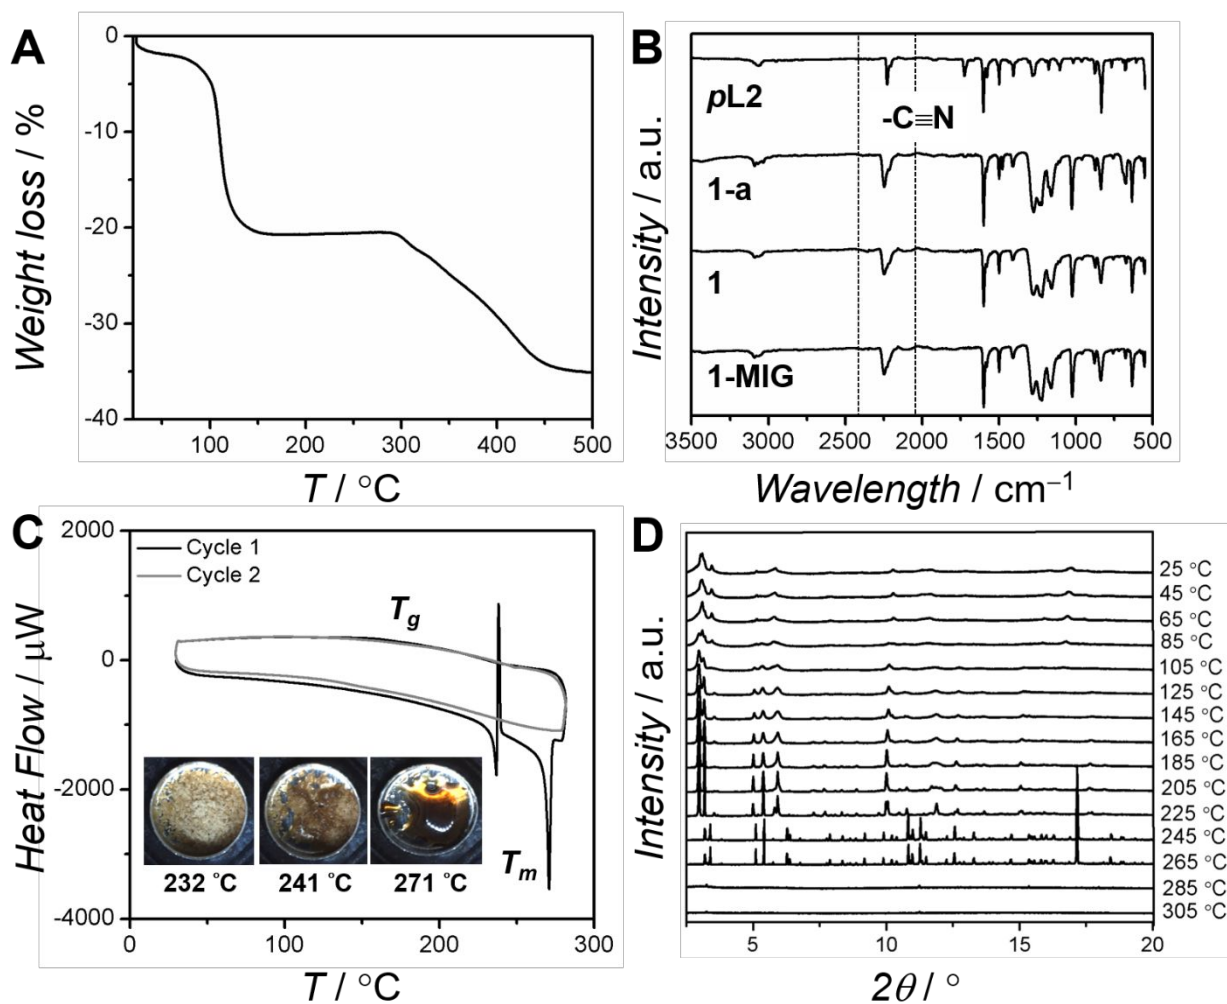 A
Weight loss / %
0
-10
-20
-30
-40
100
200
300
400
500
T / °C
B
Intensity / a.u.
pL2
-C≡N
1-a
1
1-MIG
3500
3000
2500
2000
1500
1000
500
Wavelength / cm⁻¹
C
Heat Flow / µW
2000
0
-2000
-4000
Cycle 1
Cycle 2
Tg
Tm
232 °C
241 °C
271 °C
0
100
200
300
T / °C
D
Intensity / a.u.
25 °C
45 °C
65 °C
85 °C
105 °C
125 °C
145 °C
165 °C
185 °C
205 °C
225 °C
245 °C
265 °C
285 °C
305 °C
5
10
15
20
2θ / °